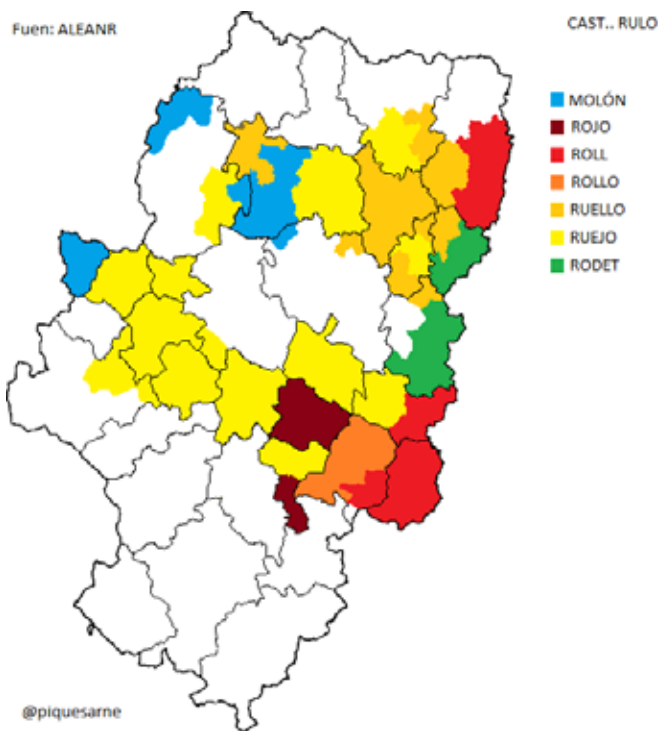 Fuen: ALEANR
CAST.. RULO
MOLÓN
ROJO
ROLL
ROLLO
RUELLO
RUEJO
RODET
@piquesarne